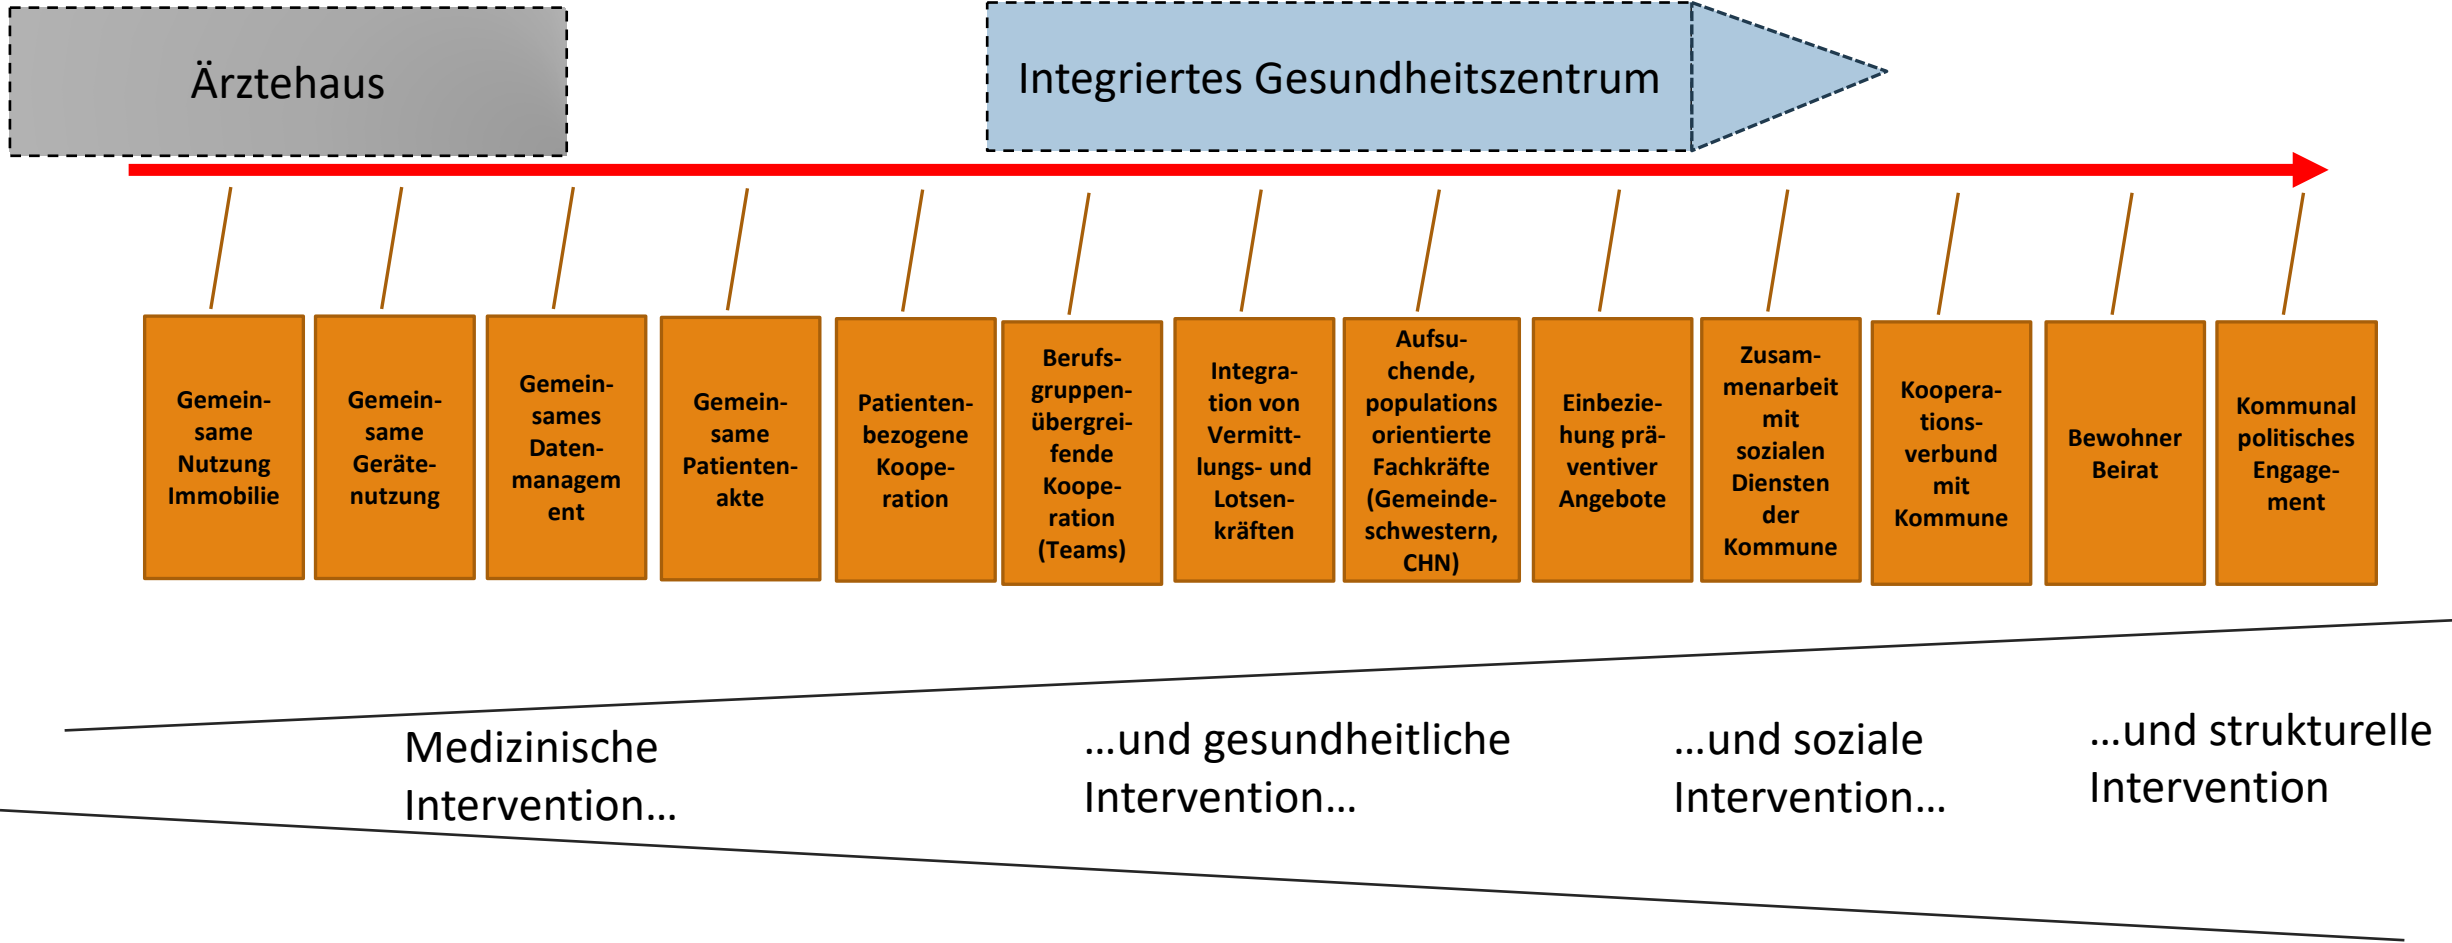 Ärztehaus
Integriertes Gesundheitszentrum
Gemein-
same
Nutzung
Immobilie
Gemein-
same
Geräte-
nutzung
Gemein-
sames
Daten-
managem
ent
Gemein-
same
Patienten-
akte
Patienten-
bezogene
Koope-
ration
Berufs-
gruppen-
übergrei-
fende
Koope-
ration
(Teams)
Integra-
tion von
Vermitt-
lungs- und
Lotsen-
kräften
Aufsu-
chende,
populations
orientierte
Fachkräfte
(Gemeinde-
schwestern,
CHN)
Einbezie-
hung prä-
ventiver
Angebote
Zusam-
menarbeit
mit
sozialen
Diensten
der
Kommune
Koopera-
tions-
verbund
mit
Kommune
Bewohner
Beirat
Kommunal
politisches
Engage-
ment
Medizinische
Intervention…
…und gesundheitliche
Intervention…
…und soziale
Intervention…
…und strukturelle
Intervention